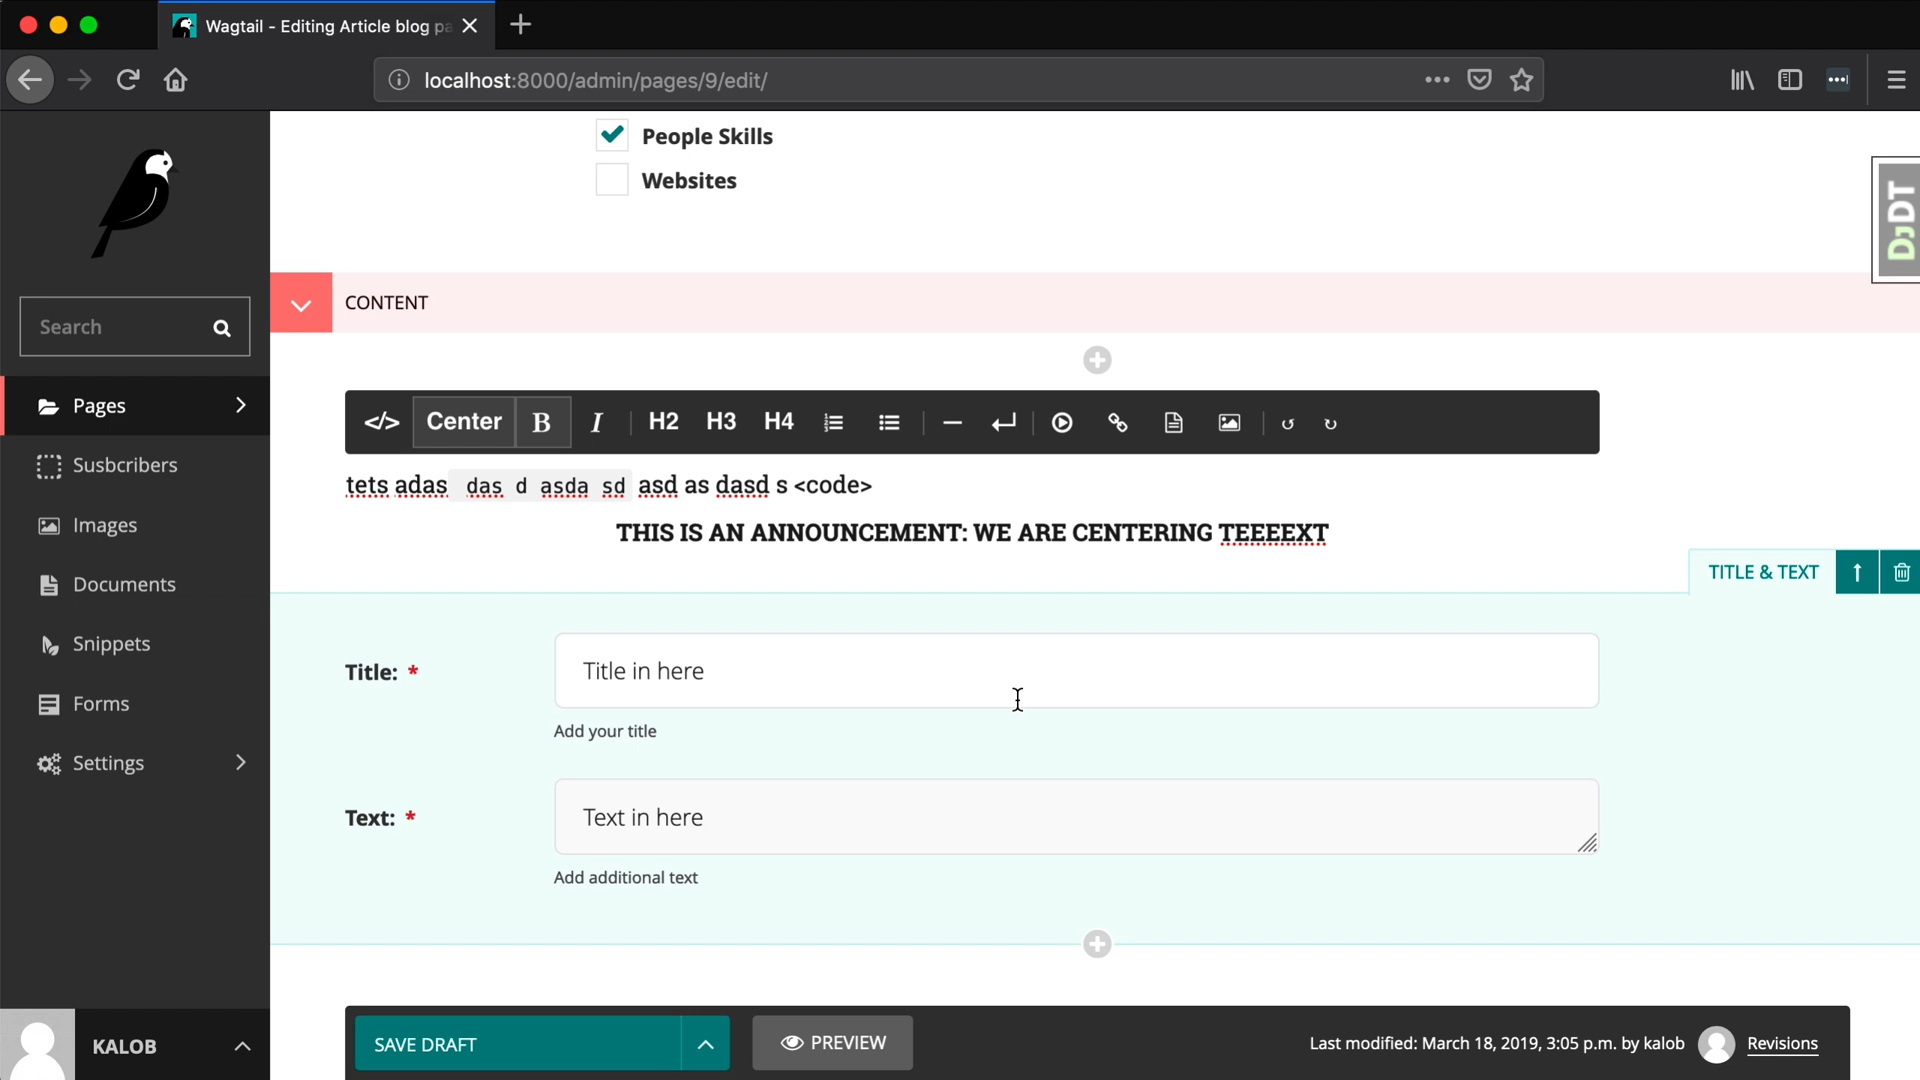 Wagtail - Editing Article blog pa
localhost:8000/admin/pages/9/edit/
People Skills
Websites
DjDT
CONTENT
Search
Pages
Susbcribers
Images
Documents
Snippets
Forms
Settings
KALOB
</> Center B I H2 H3 H4
tets adas das d asda sd asd as dasd s <code>
THIS IS AN ANNOUNCEMENT: WE ARE CENTERING TEEEEXT
TITLE & TEXT
Title: *
Title in here
Add your title
Text: *
Text in here
Add additional text
SAVE DRAFT
PREVIEW
Last modified: March 18, 2019, 3:05 p.m. by kalob
Revisions